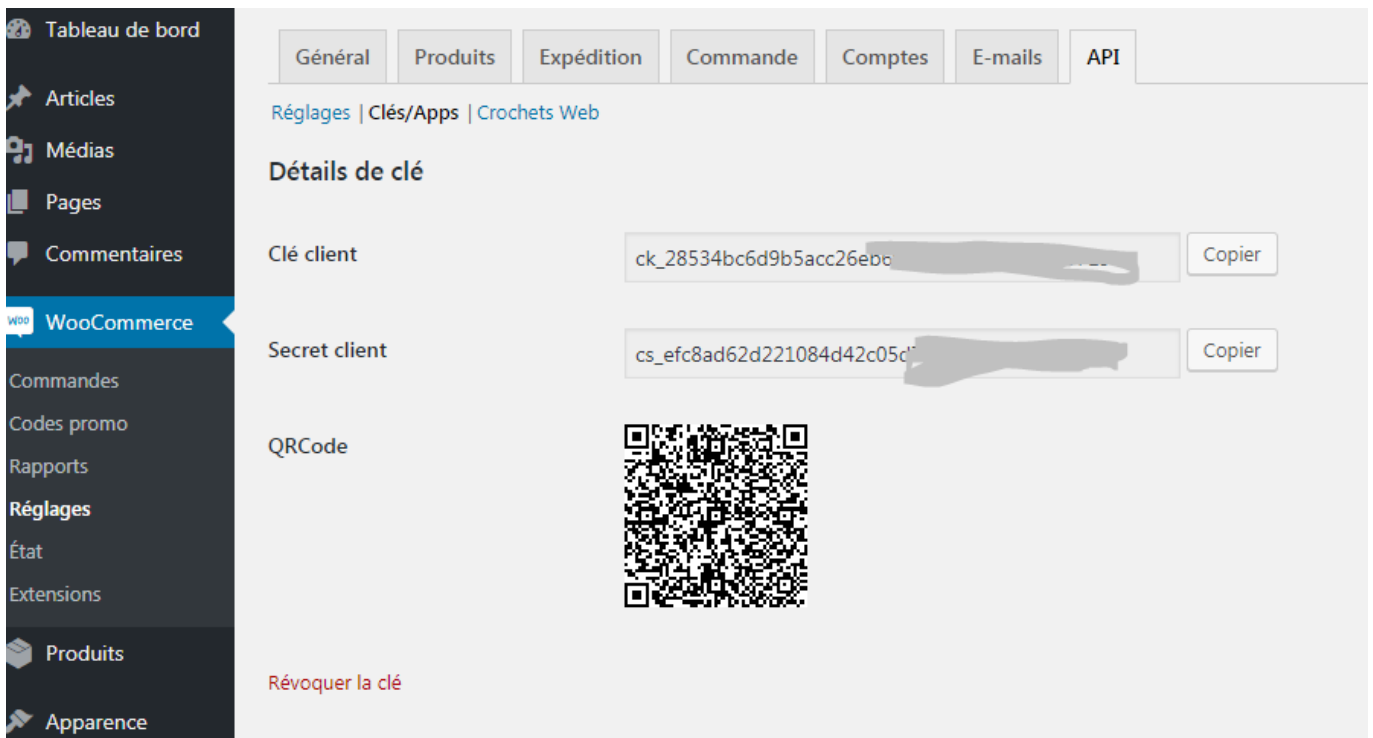 Tableau de bord
Articles
Médias
Pages
Commentaires
WooCommerce
Commandes
Codes promo
Rapports
Réglages
État
Extensions
Produits
Apparence
Général Produits Expédition Commande Comptes E-mails API
Réglages | Clés/Apps | Crochets Web
Détails de clé
Clé client ck_28534bc6d9b5acc26eb6 Copier
Secret client cs_efc8ad62d221084d42c05d Copier
QRCode
Révoquer la clé